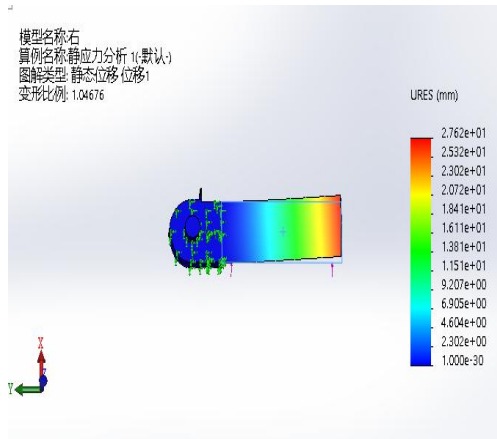 模型名称:右
算例名称:静应力分析 1(-默认-)
图解类型: 静态位移 位移1
变形比例: 1.04676
URES (mm)
2.762e+01
2.532e+01
2.302e+01
2.072e+01
1.841e+01
1.611e+01
1.381e+01
1.151e+01
9.207e+00
6.905e+00
4.604e+00
2.302e+00
1.000e-30
X
Y